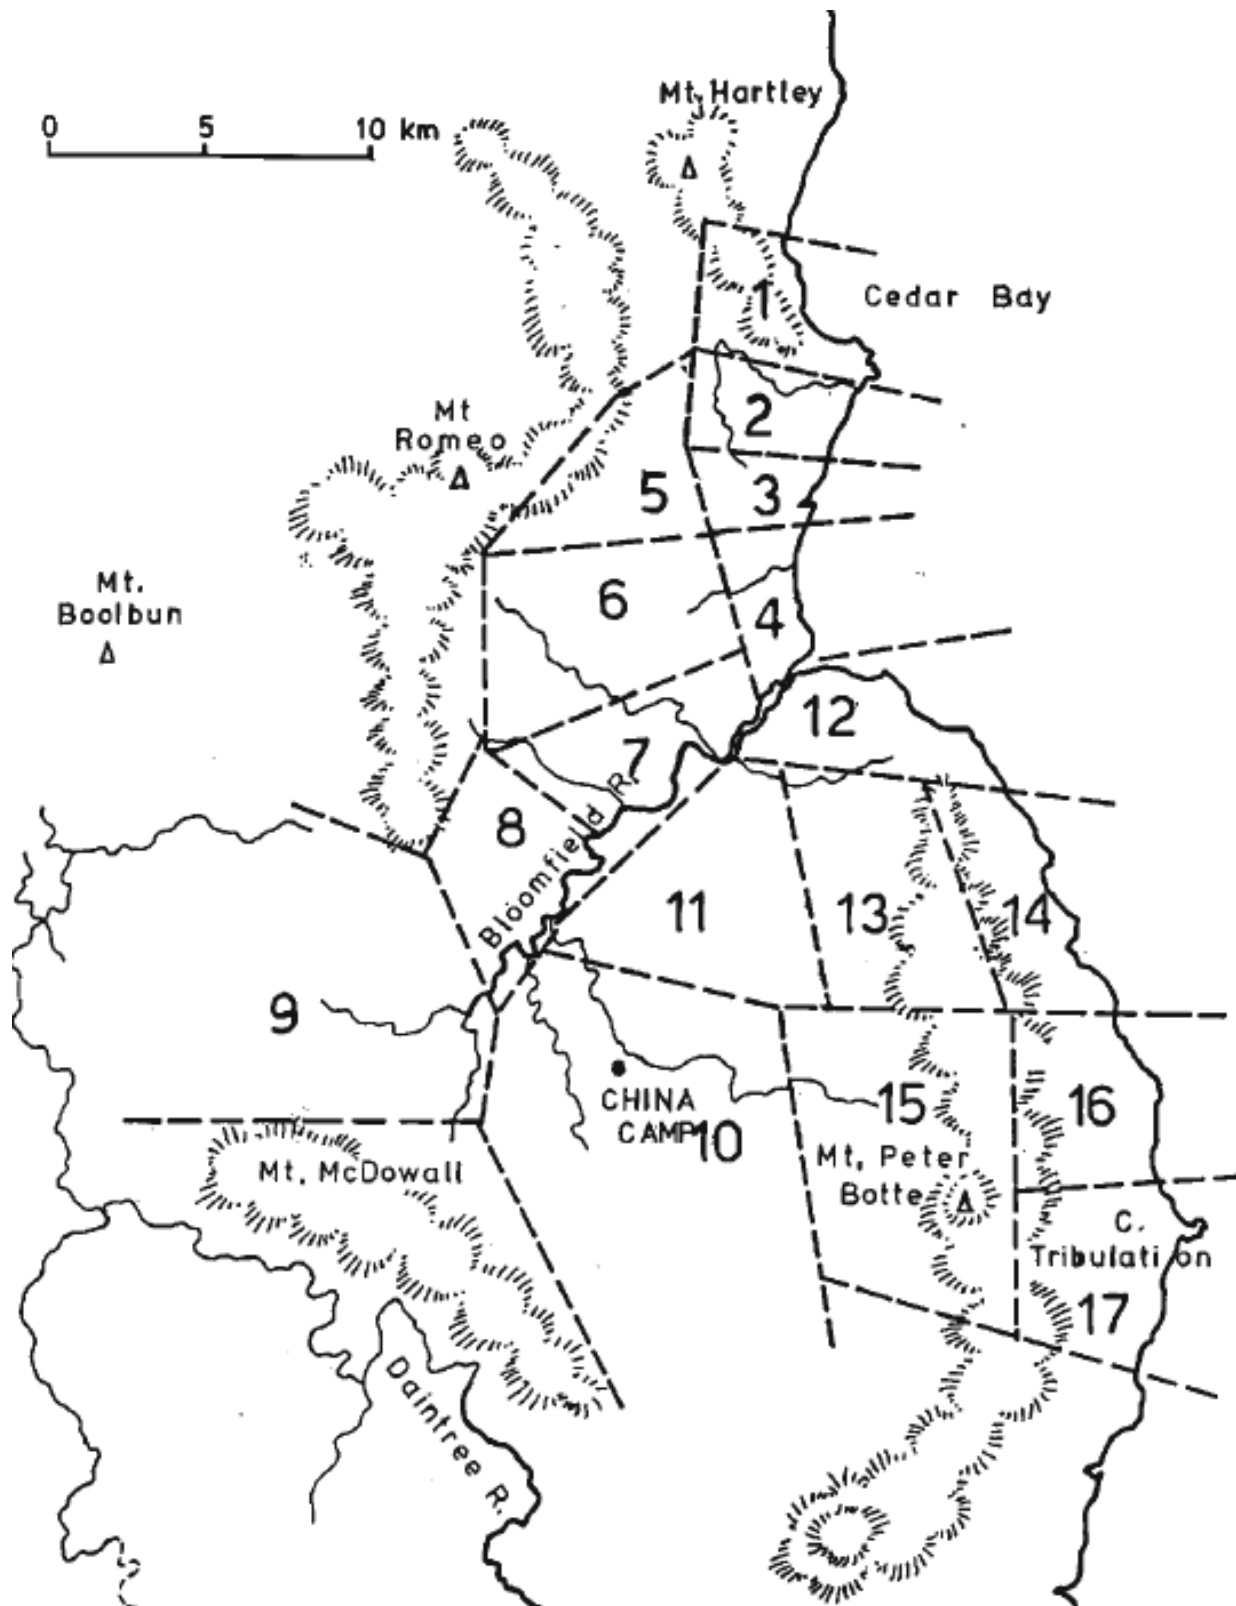 Mt. Hartley
0 5 10 km
1
Cedar Bay
2
Mt
Romeo
5
3
Mt.
Boolbun
6
4
12
7
8
Bloomfield R.
11
13
14
9
CHINA
CAMP
10
15
16
Mt. McDowall
Mt. Peter
Botte
C.
Tribulation
17
Daintree R.